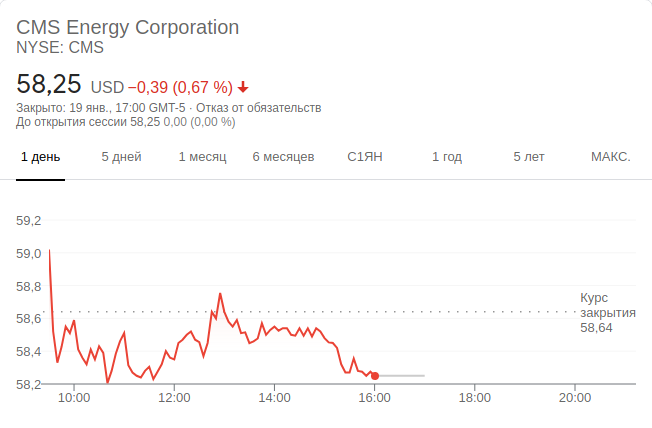 CMS Energy Corporation
NYSE: CMS
58,25 USD −0,39 (0,67 %)
Закрыто: 19 янв., 17:00 GMT-5 · Отказ от обязательств
До открытия сессии 58,25 0,00 (0,00 %)
1 день 5 дней 1 месяц 6 месяцев С1ЯН 1 год 5 лет МАКС.
59,2
59,0
58,8
Курс
закрытия
58,64
58,6
58,4
58,2
10:00 12:00 14:00 16:00 18:00 20:00